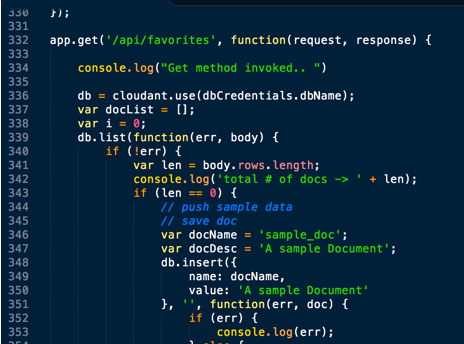 330 });
331
332 app.get('/api/favorites', function(request, response) {
333
334 console.log("Get method invoked.. ")
335
336 db = cloudant.use(dbCredentials.dbName);
337 var docList = [];
338 var i = 0;
339 db.list(function(err, body) {
340 if (!err) {
341 var len = body.rows.length;
342 console.log('total # of docs -> ' + len);
343 if (len == 0) {
344 // push sample data
345 // save doc
346 var docName = 'sample_doc';
347 var docDesc = 'A sample Document';
348 db.insert({
349 name: docName,
350 value: 'A sample Document'
351 }, '', function(err, doc) {
352 if (err) {
353 console.log(err);
354 } else {